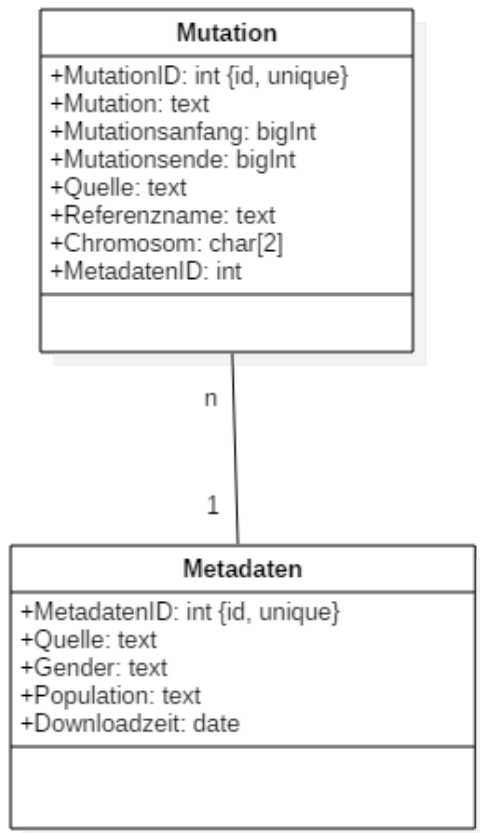 Mutation
+MutationID: int {id, unique}
+Mutation: text
+Mutationsanfang: bigInt
+Mutationsende: bigInt
+Quelle: text
+Referenzname: text
+Chromosom: char[2]
+MetadatenID: int
n
1
Metadaten
+MetadatenID: int {id, unique}
+Quelle: text
+Gender: text
+Population: text
+Downloadzeit: date